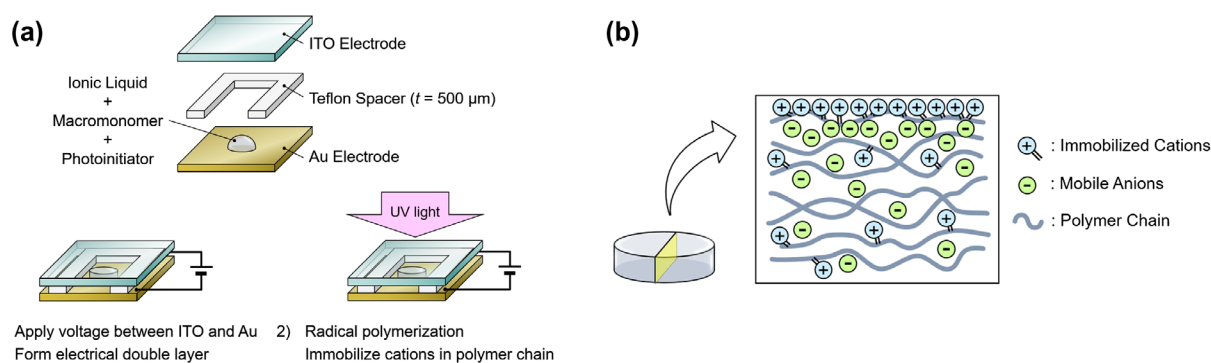 (a)
ITO Electrode
Ionic Liquid
+
Macromonomer
+
Photoinitiator
Teflon Spacer (t = 500 μm)
Au Electrode
UV light
Apply voltage between ITO and Au
Form electrical double layer
2) Radical polymerization
Immobilize cations in polymer chain
(b)
: Immobilized Cations
: Mobile Anions
: Polymer Chain